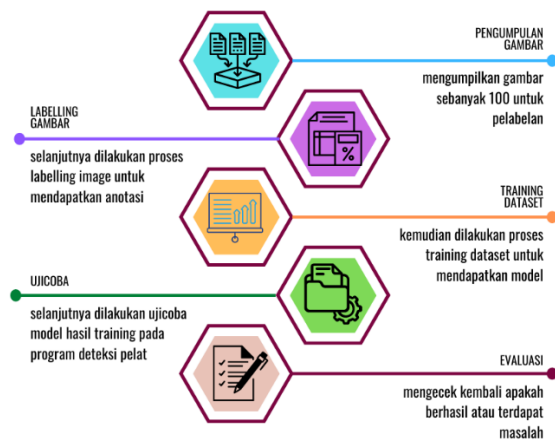 PENGUMPULAN
GAMBAR
mengumpilkan gambar
sebanyak 100 untuk
pelabelan
LABELLING
GAMBAR
selanjutnya dilakukan proses
labelling image untuk
mendapatkan anotasi
%
TRAINING
DATASET
kemudian dilakukan proses
training dataset untuk
mendapatkan model
UJICOBA
selanjutnya dilakukan ujicoba
model hasil training pada
program deteksi pelat
EVALUASI
mengecek kembali apakah
berhasil atau terdapat
masalah